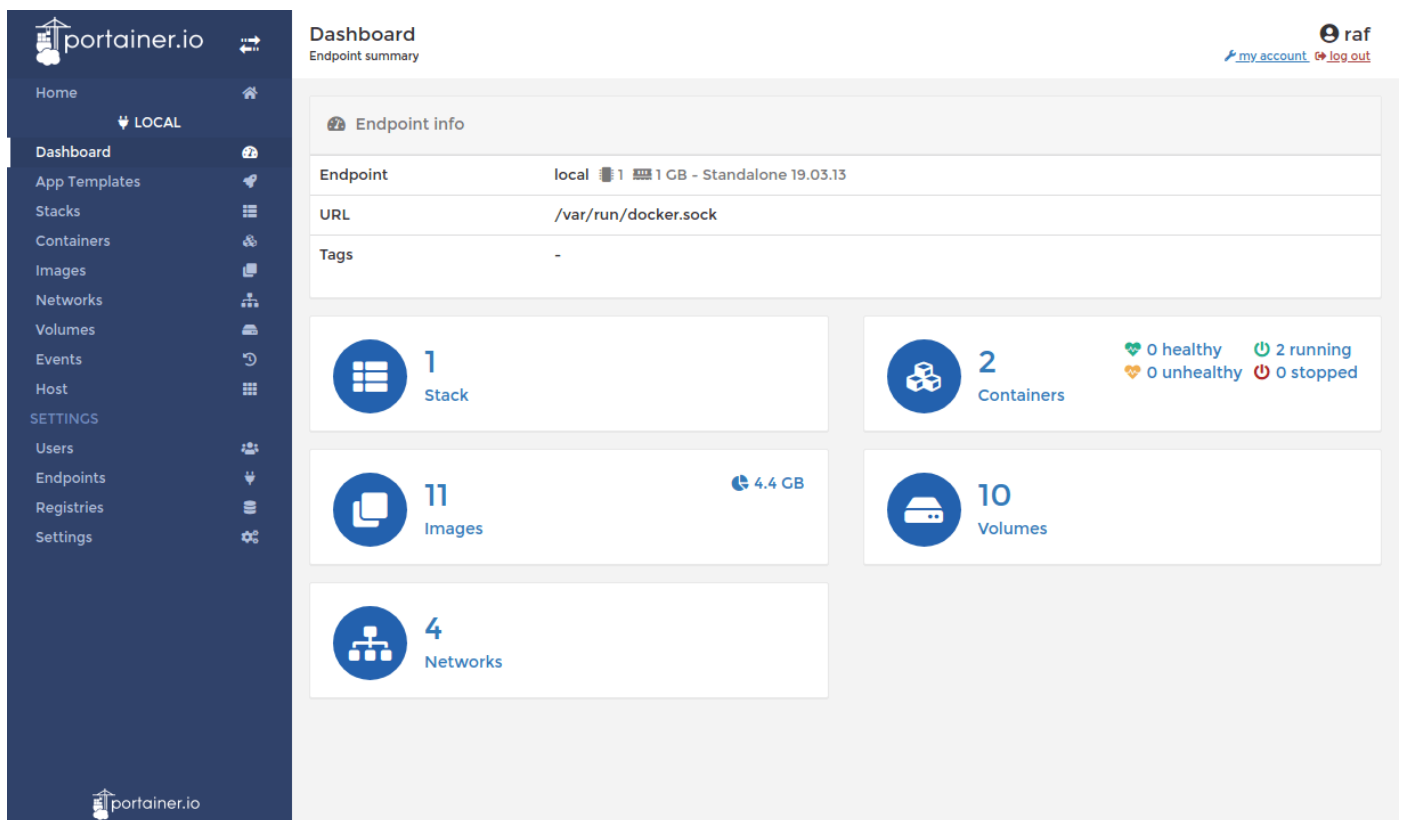 portainer.io
Home
LOCAL
Dashboard
App Templates
Stacks
Containers
Images
Networks
Volumes
Events
Host
SETTINGS
Users
Endpoints
Registries
Settings
portainer.io
Dashboard
Endpoint summary
raf
my account log out
Endpoint info
Endpoint local 1 1 GB - Standalone 19.03.13
URL /var/run/docker.sock
Tags -
1
Stack
2
Containers
0 healthy 2 running
0 unhealthy 0 stopped
11
Images
4.4 GB
10
Volumes
4
Networks